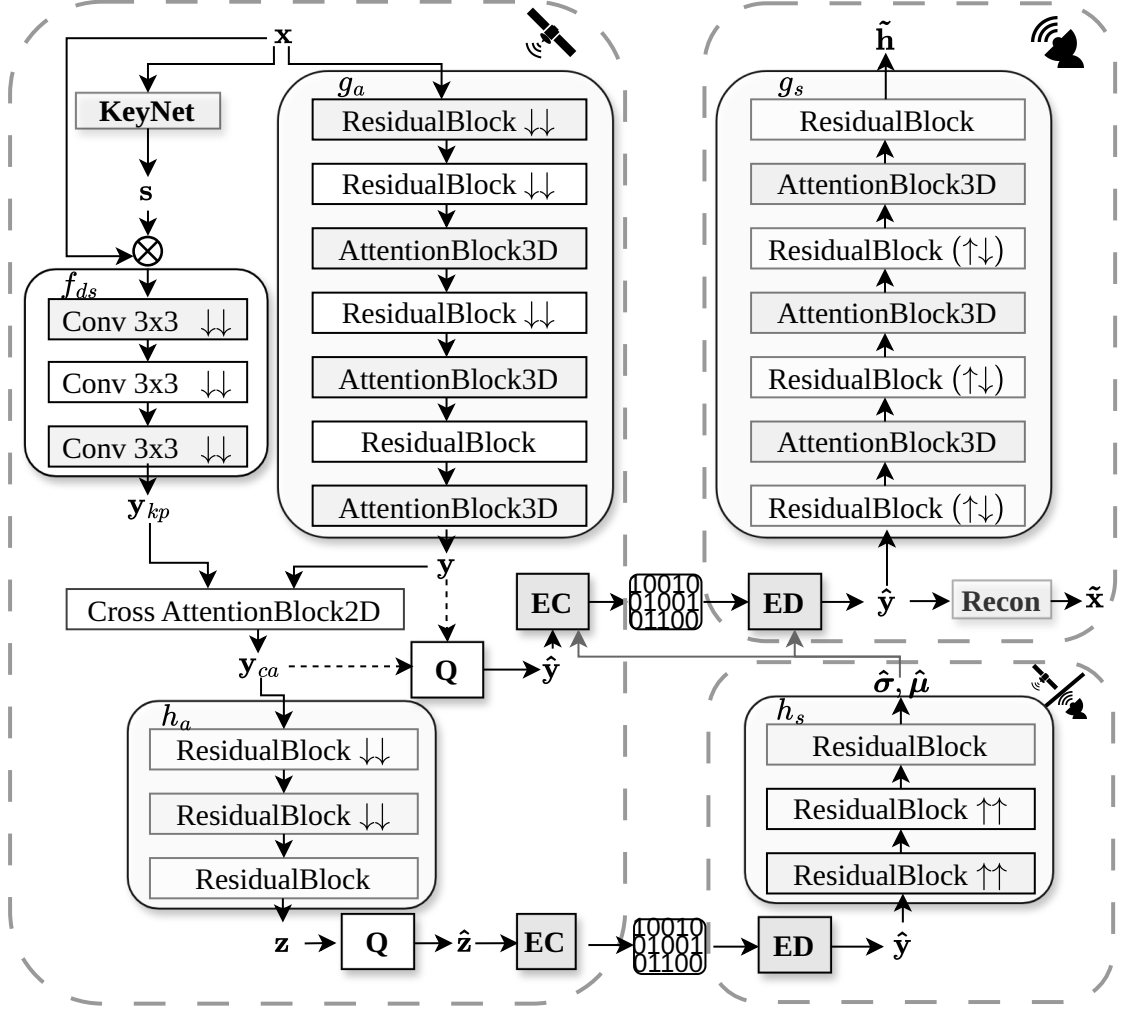 x
KeyNet
s
f_ds
Conv 3x3 ↓↓
Conv 3x3 ↓↓
Conv 3x3 ↓↓
y_kp
g_a
ResidualBlock ↓↓
ResidualBlock ↓↓
AttentionBlock3D
ResidualBlock ↓↓
AttentionBlock3D
ResidualBlock
AttentionBlock3D
y
Cross AttentionBlock2D
y_ca
Q
ŷ
EC
10010
01001
01100
ED
ŷ
Recon
x̃
h̃
g_s
ResidualBlock
AttentionBlock3D
ResidualBlock (↑↓)
AttentionBlock3D
ResidualBlock (↑↓)
AttentionBlock3D
ResidualBlock (↑↓)
h_a
ResidualBlock ↓↓
ResidualBlock ↓↓
ResidualBlock
z
Q
ẑ
EC
10010
01001
01100
ED
ŷ
σ̂, μ̂
h_s
ResidualBlock
ResidualBlock ↑↑
ResidualBlock ↑↑